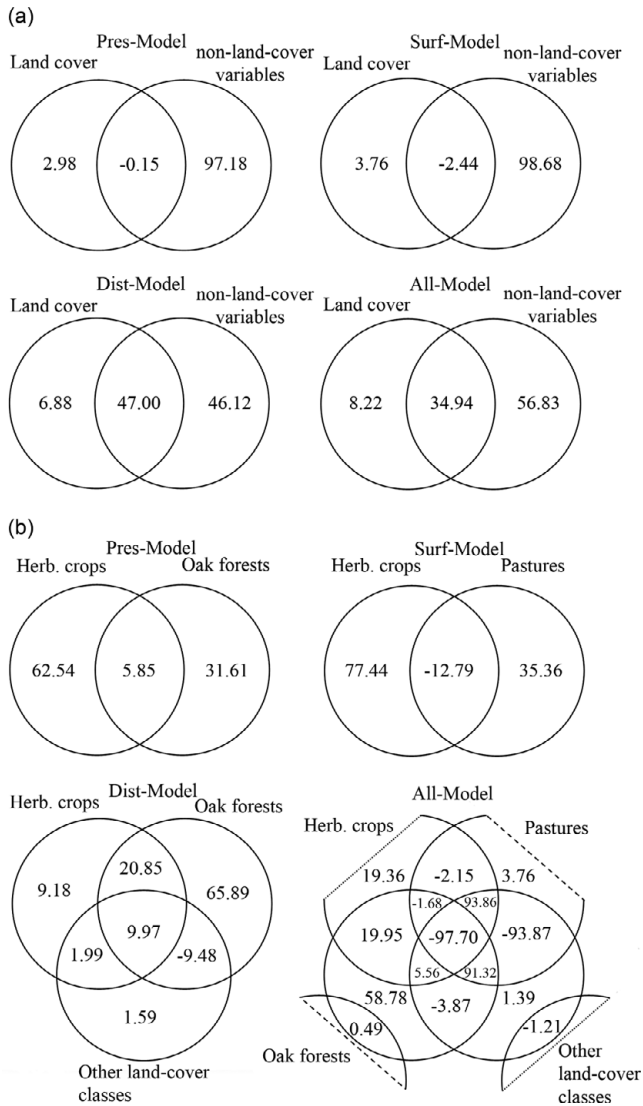 (a)
Pres-Model
Land cover
non-land-cover
variables
2.98
-0.15
97.18
Surf-Model
Land cover
non-land-cover
variables
3.76
-2.44
98.68
Dist-Model
Land cover
non-land-cover
variables
6.88
47.00
46.12
All-Model
Land cover
non-land-cover
variables
8.22
34.94
56.83
(b)
Pres-Model
Herb. crops
Oak forests
62.54
5.85
31.61
Surf-Model
Herb. crops
Pastures
77.44
-12.79
35.36
Dist-Model
Herb. crops
Oak forests
20.85
9.18
65.89
9.97
1.99
-9.48
1.59
Other land-cover
classes
All-Model
Herb. crops
Pastures
19.36
-2.15
3.76
-1.68
93.86
19.95
-97.70
-93.87
5.56
91.32
58.78
-3.87
1.39
0.49
-1.21
Oak forests
Other
land-cover
classes